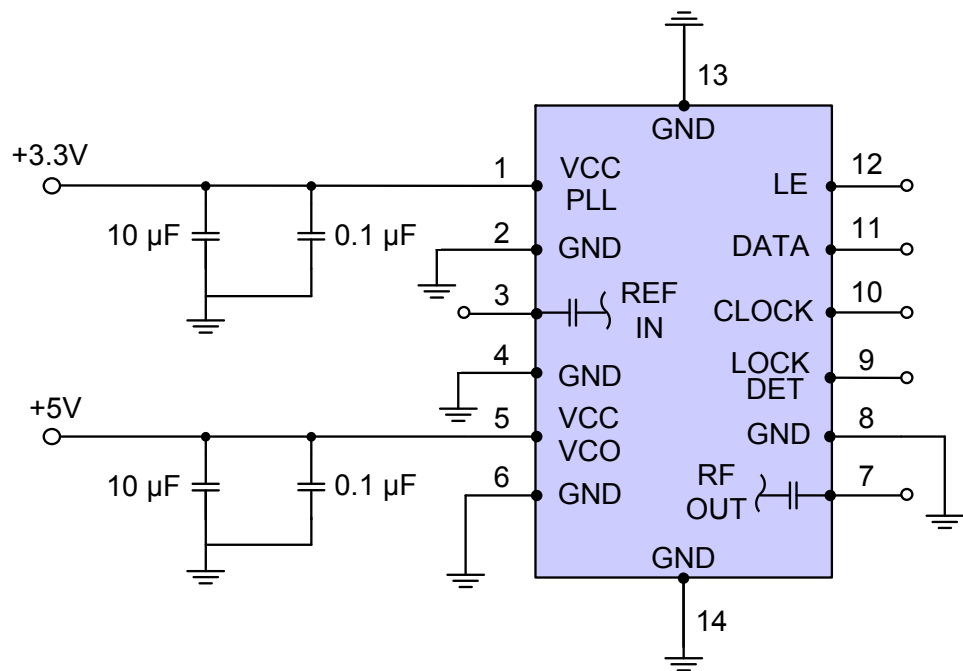 13
GND
+3.3V
1
VCC
PLL
12
LE
10 µF
0.1 µF
2
GND
11
DATA
3
REF
IN
10
CLOCK
4
GND
9
LOCK
DET
+5V
5
VCC
VCO
8
GND
10 µF
0.1 µF
6
GND
7
RF
OUT
GND
14